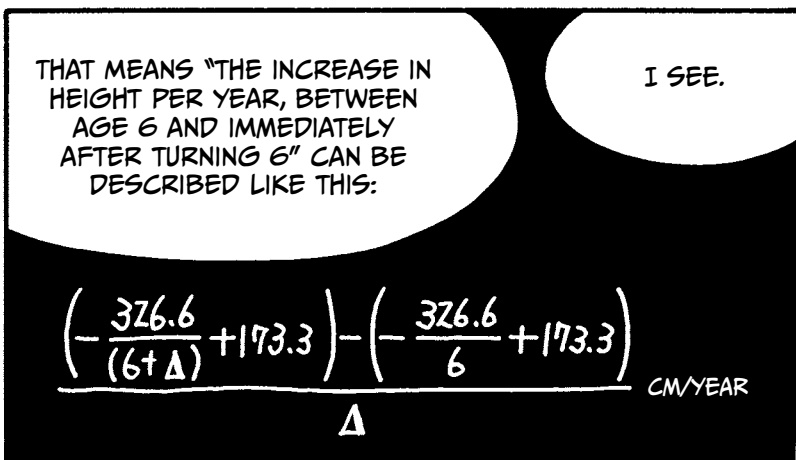 THAT MEANS “THE INCREASE IN
HEIGHT PER YEAR, BETWEEN
AGE 6 AND IMMEDIATELY
AFTER TURNING 6” CAN BE
DESCRIBED LIKE THIS:
I SEE.
(-326.6/(6+Δ)+173.3)-(-326.6/6+173.3)
CM/YEAR
Δ